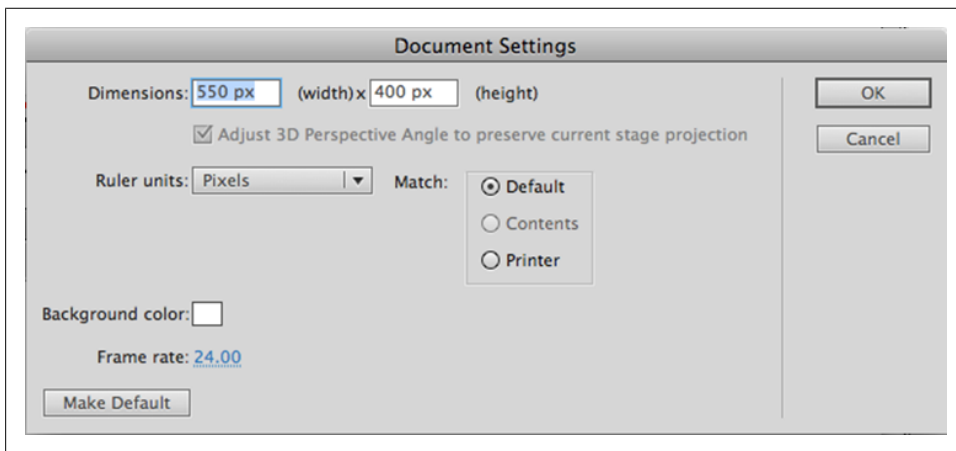 Document Settings
Dimensions: 550 px (width) x 400 px (height) OK
Adjust 3D Perspective Angle to preserve current stage projection Cancel
Ruler units: Pixels Match: Default
Contents
Printer
Background color:
Frame rate: 24.00
Make Default